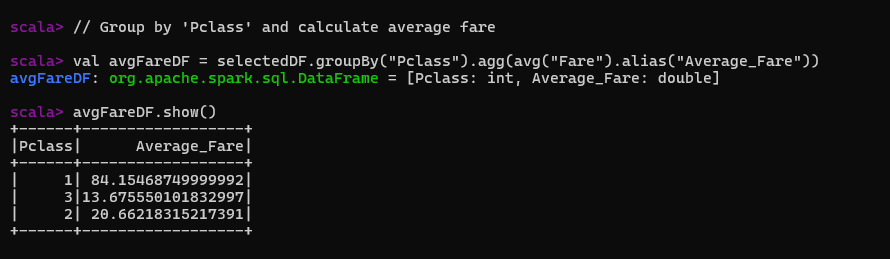 scala> // Group by 'Pclass' and calculate average fare
scala> val avgFareDF = selectedDF.groupBy("Pclass").agg(avg("Fare").alias("Average_Fare"))
avgFareDF: org.apache.spark.sql.DataFrame = [Pclass: int, Average_Fare: double]
scala> avgFareDF.show()
+------+------------------+
|Pclass|      Average_Fare|
+------+------------------+
|     1| 84.15468749999992|
|     3|13.675550101832997|
|     2| 20.66218315217391|
+------+------------------+